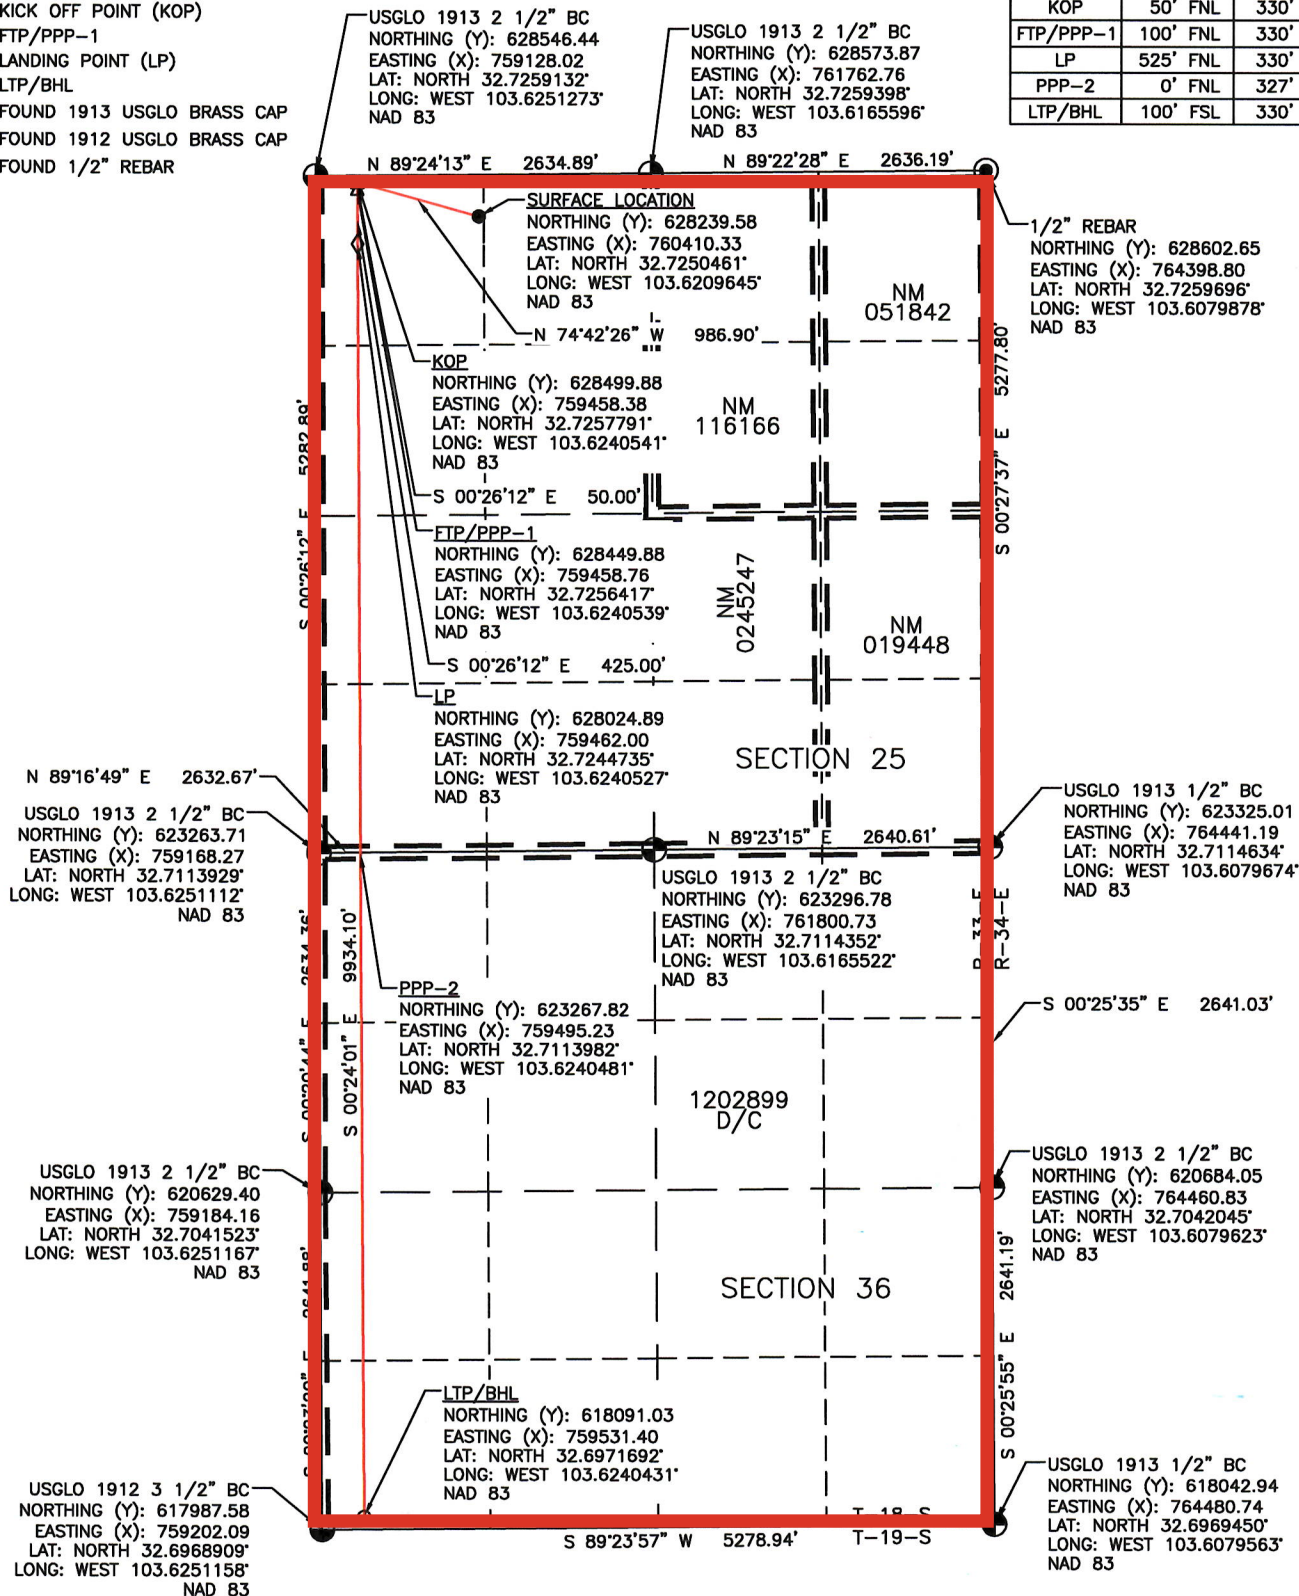 KICK OFF POINT (KOP)
FTP/PPP-1
LANDING POINT (LP)
LTP/BHL
FOUND 1913 USGLO BRASS CAP
FOUND 1912 USGLO BRASS CAP
FOUND 1/2" REBAR
USGLO 1913 2 1/2" BC
NORTHING (Y): 628546.44
EASTING (X): 759128.02
LAT: NORTH 32.7259132°
LONG: WEST 103.6251273°
NAD 83
USGLO 1913 2 1/2" BC
NORTHING (Y): 628573.87
EASTING (X): 761762.76
LAT: NORTH 32.7259398°
LONG: WEST 103.6165596°
NAD 83
KOP 50' FNL 330'
FTP/PPP-1 100' FNL 330'
LP 525' FNL 330'
PPP-2 0' FNL 327'
LTP/BHL 100' FSL 330'
N 89°24'13" E 2634.89'
N 89°22'28" E 2636.19'
SURFACE LOCATION
NORTHING (Y): 628239.58
EASTING (X): 760410.33
LAT: NORTH 32.7250461°
LONG: WEST 103.6209645°
NAD 83
1/2" REBAR
NORTHING (Y): 628602.65
EASTING (X): 764398.80
LAT: NORTH 32.7259696°
LONG: WEST 103.6079878°
NAD 83
NM
051842
N 74°42'26" W 986.90'
KOP
NORTHING (Y): 628499.88
EASTING (X): 759458.38
LAT: NORTH 32.7257791°
LONG: WEST 103.6240541°
NAD 83
NM
116166
S 00°26'12" E 5282.89'
S 00°27'37" E 5277.80'
S 00°26'12" E 50.00'
FTP/PPP-1
NORTHING (Y): 628449.88
EASTING (X): 759458.76
LAT: NORTH 32.7256417°
LONG: WEST 103.6240539°
NAD 83
NM
0245247
NM
019448
S 00°26'12" E 425.00'
LP
NORTHING (Y): 628024.89
EASTING (X): 759462.00
LAT: NORTH 32.7244735°
LONG: WEST 103.6240527°
NAD 83
SECTION 25
N 89°16'49" E 2632.67'
USGLO 1913 2 1/2" BC
NORTHING (Y): 623263.71
EASTING (X): 759168.27
LAT: NORTH 32.7113929°
LONG: WEST 103.6251112°
NAD 83
N 89°23'15" E 2640.61'
USGLO 1913 1/2" BC
NORTHING (Y): 623325.01
EASTING (X): 764441.19
LAT: NORTH 32.7114634°
LONG: WEST 103.6079674°
NAD 83
USGLO 1913 2 1/2" BC
NORTHING (Y): 623296.78
EASTING (X): 761800.73
LAT: NORTH 32.7114352°
LONG: WEST 103.6165522°
NAD 83
R-33-E
R-34-E
S 00°24'01" E 9934.10'
PPP-2
NORTHING (Y): 623267.82
EASTING (X): 759495.23
LAT: NORTH 32.7113982°
LONG: WEST 103.6240481°
NAD 83
S 00°25'35" E 2641.03'
1202899
D/C
USGLO 1913 2 1/2" BC
NORTHING (Y): 620629.40
EASTING (X): 759184.16
LAT: NORTH 32.7041523°
LONG: WEST 103.6251167°
NAD 83
USGLO 1913 2 1/2" BC
NORTHING (Y): 620684.05
EASTING (X): 764460.83
LAT: NORTH 32.7042045°
LONG: WEST 103.6079623°
NAD 83
SECTION 36
S 00°25'55" E 2641.19'
LTP/BHL
NORTHING (Y): 618091.03
EASTING (X): 759531.40
LAT: NORTH 32.6971692°
LONG: WEST 103.6240431°
NAD 83
USGLO 1912 3 1/2" BC
NORTHING (Y): 617987.58
EASTING (X): 759202.09
LAT: NORTH 32.6968909°
LONG: WEST 103.6251158°
NAD 83
USGLO 1913 1/2" BC
NORTHING (Y): 618042.94
EASTING (X): 764480.74
LAT: NORTH 32.6969450°
LONG: WEST 103.6079563°
NAD 83
T-18-S
T-19-S
S 89°23'57" W 5278.94'